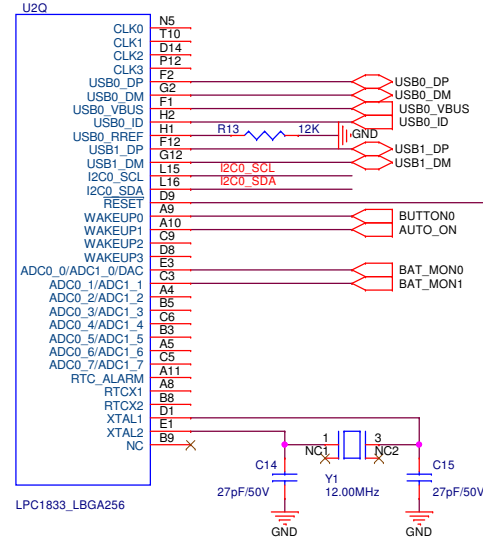 U2Q
CLK0 N5
CLK1 T10
CLK2 D14
CLK3 P12
USB0_DP F2 USB0_DP
USB0_DM G2 USB0_DM
USB0_VBUS F1 USB0_VBUS
USB0_ID H2 USB0_ID
USB0_RREF H1 R13 12K GND
USB1_DP F12 USB1_DP
USB1_DM G12 USB1_DM
I2C0_SCL L15 I2C0_SCL
I2C0_SDA L16 I2C0_SDA
RESET D9
WAKEUP0 A9 BUTTON0
WAKEUP1 A10 AUTO_ON
WAKEUP2 C9
WAKEUP3 D8
ADC0_0/ADC1_0/DAC E3 BAT_MON0
ADC0_1/ADC1_1 C3 BAT_MON1
ADC0_2/ADC1_2 A4
ADC0_3/ADC1_3 B5
ADC0_4/ADC1_4 C6
ADC0_5/ADC1_5 B3
ADC0_6/ADC1_6 A5
ADC0_7/ADC1_7 C5
RTC_ALARM A11
RTCX1 A8
RTCX2 B8
XTAL1 D1
XTAL2 E1
NC B9
1 3
NC1 NC2
C14 Y1 C15
27pF/50V 12.00MHz 27pF/50V
LPC1833_LBGA256
GND GND